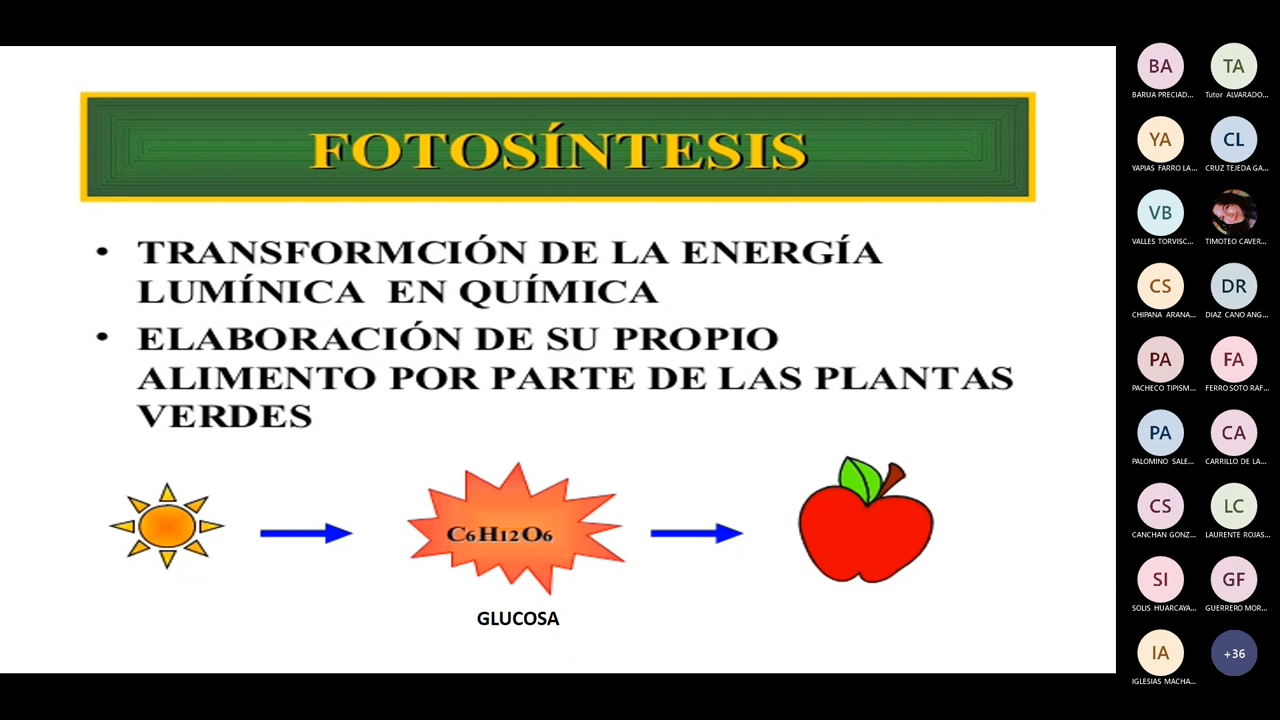 FOTOSÍNTESIS
• TRANSFORMCIÓN DE LA ENERGÍA
LUMÍNICA EN QUÍMICA
• ELABORACIÓN DE SU PROPIO
ALIMENTO POR PARTE DE LAS PLANTAS
VERDES
C6H12O6
GLUCOSA
BA
BARUA PRECIAD...
TA
Tutor ALVARADO...
YA
YAPIAS FARRO LA...
CL
CRUZ TEJEDA GA...
VB
VALLES TORVISC...
TIMOTEO CAVER...
CS
CHIPANA ARANA...
DR
DIAZ CANO ANG...
PA
PACHECO TIPISM...
FA
FERRO SOTO RAF...
PA
PALOMINO SALE...
CA
CARRILLO DE LA...
CS
CANCHAN GONZ...
LC
LAURENTE ROJAS...
SI
SOLIS HUARCAYA...
GF
GUERRERO MOR...
IA
IGLESIAS MACHA...
+36